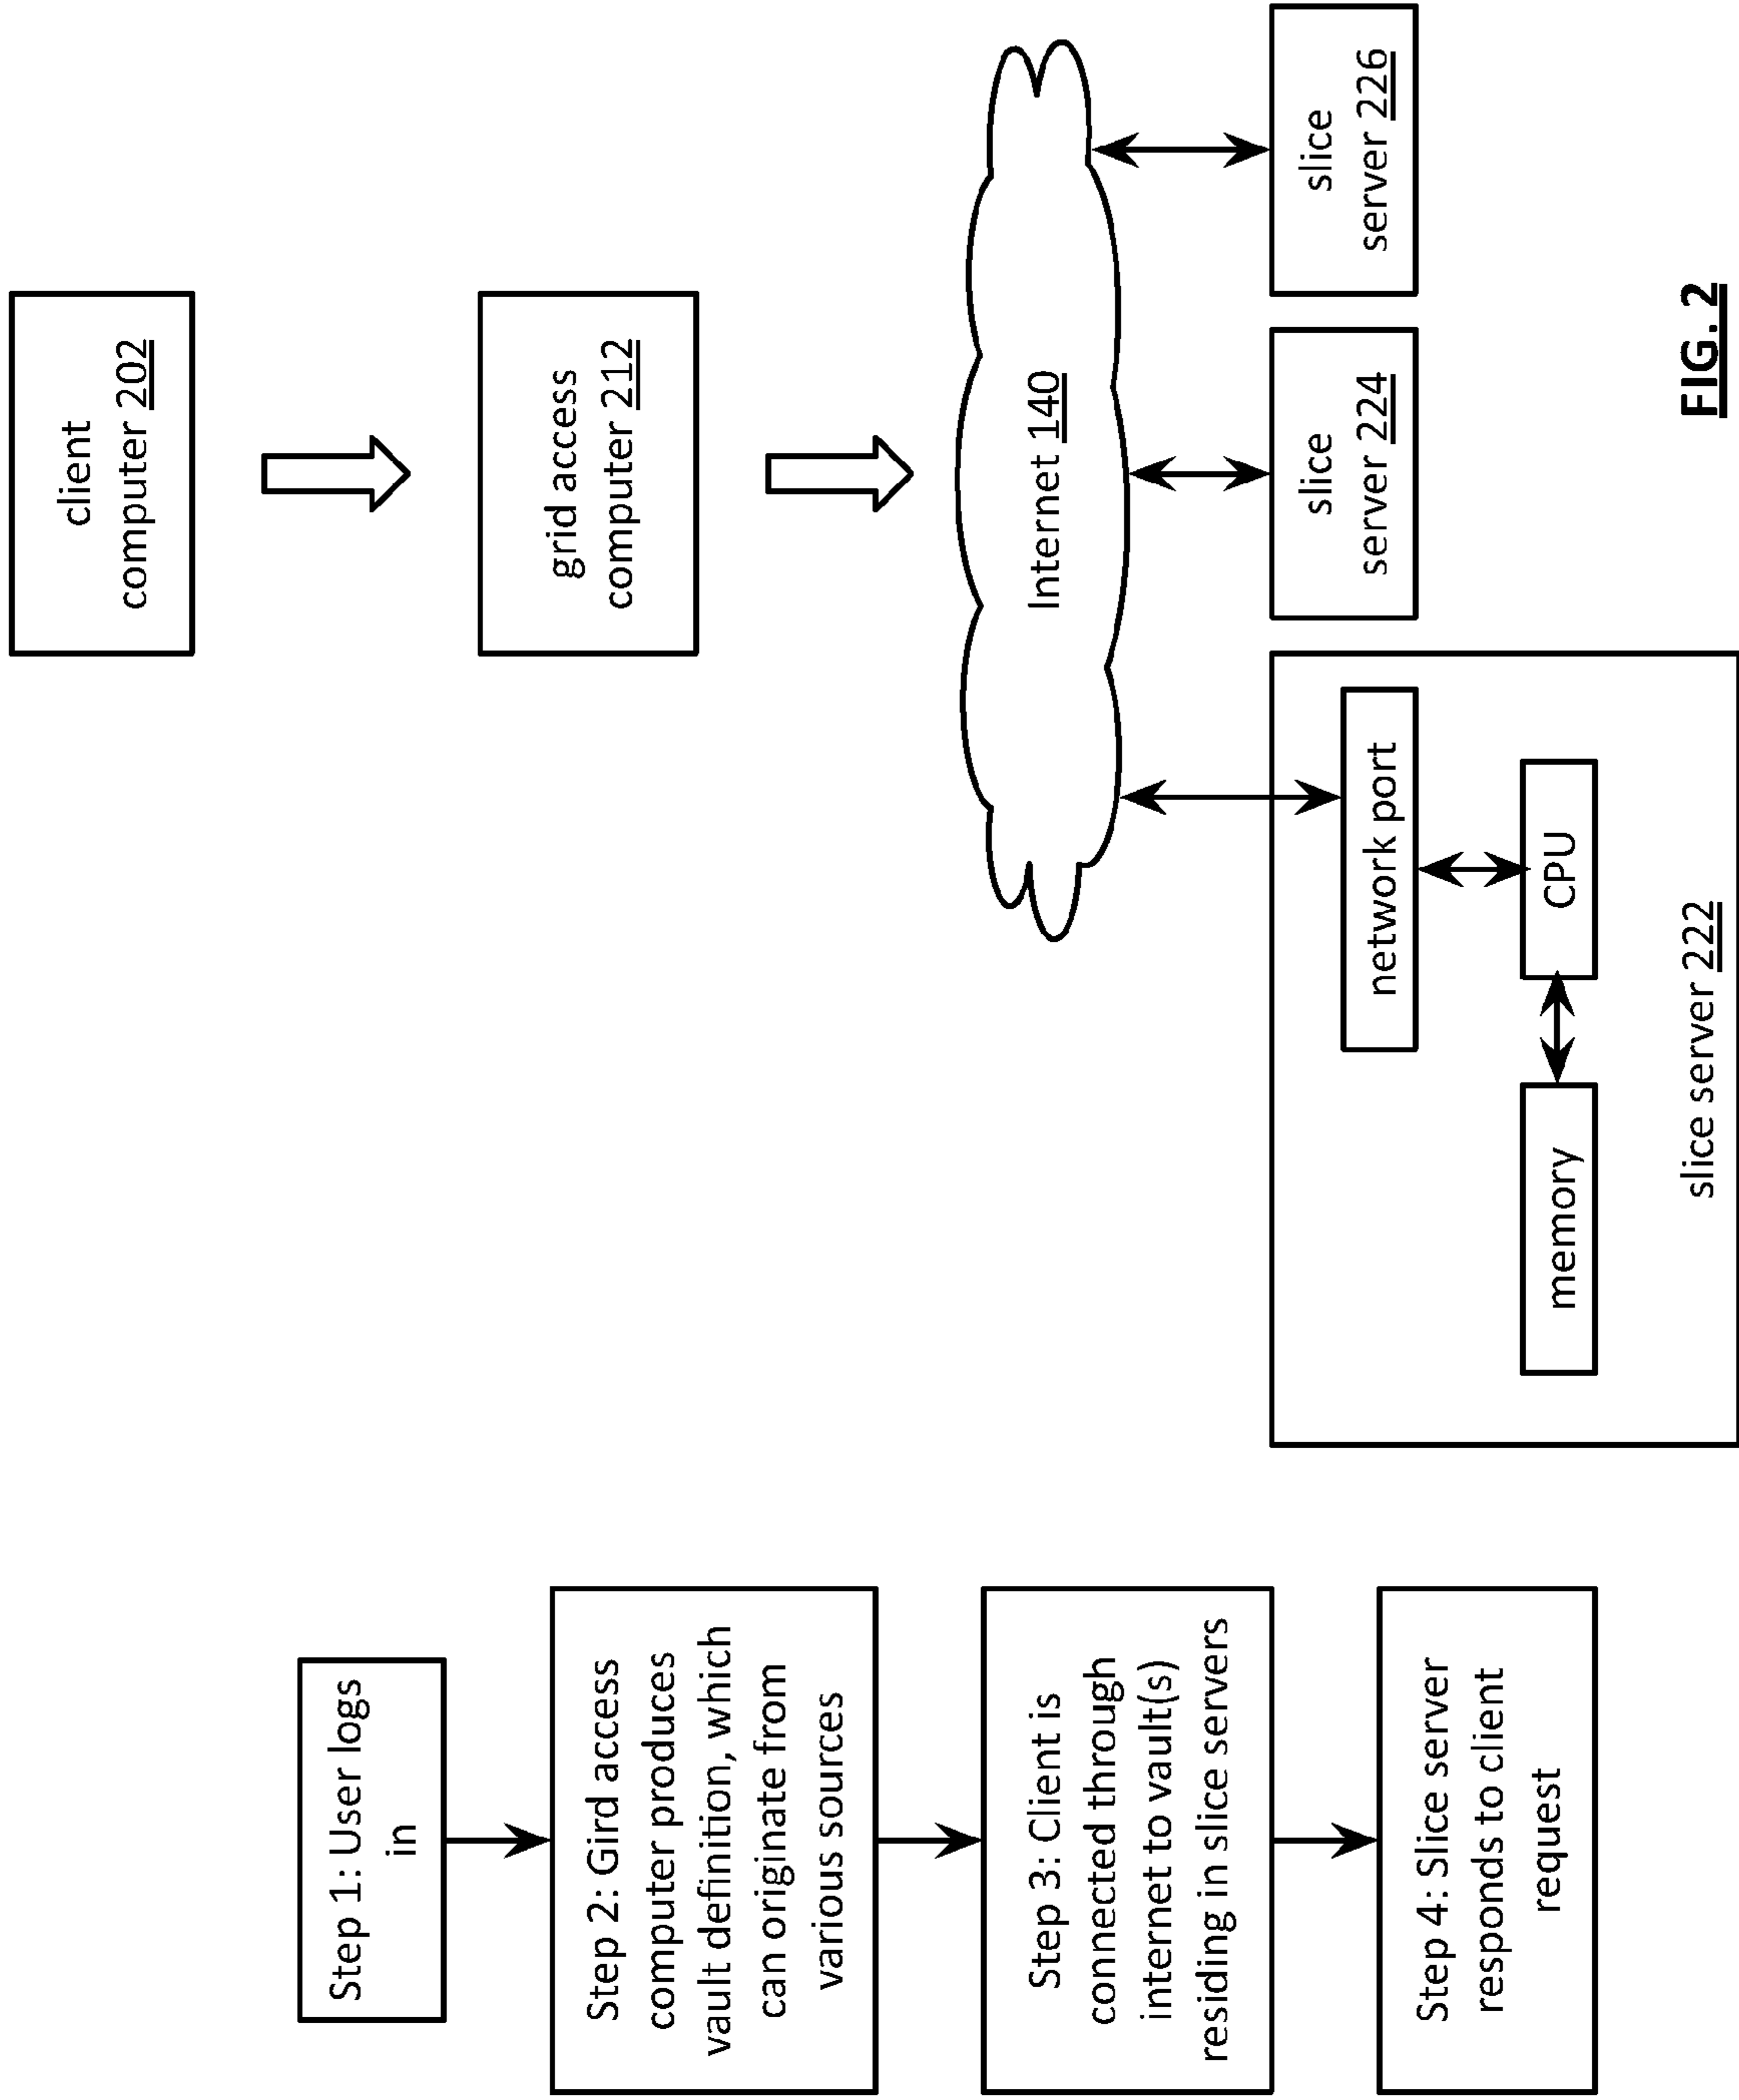 Step 1: User logs
in
Step 2: Gird access
computer produces
vault definition, which
can originate from
various sources
Step 3: Client is
connected through
internet to vault(s)
residing in slice servers
Step 4: Slice server
responds to client
request
client
computer 202
grid access
computer 212
Internet 140
network port
CPU
memory
slice server 222
slice
server 224
slice
server 226
FIG. 2